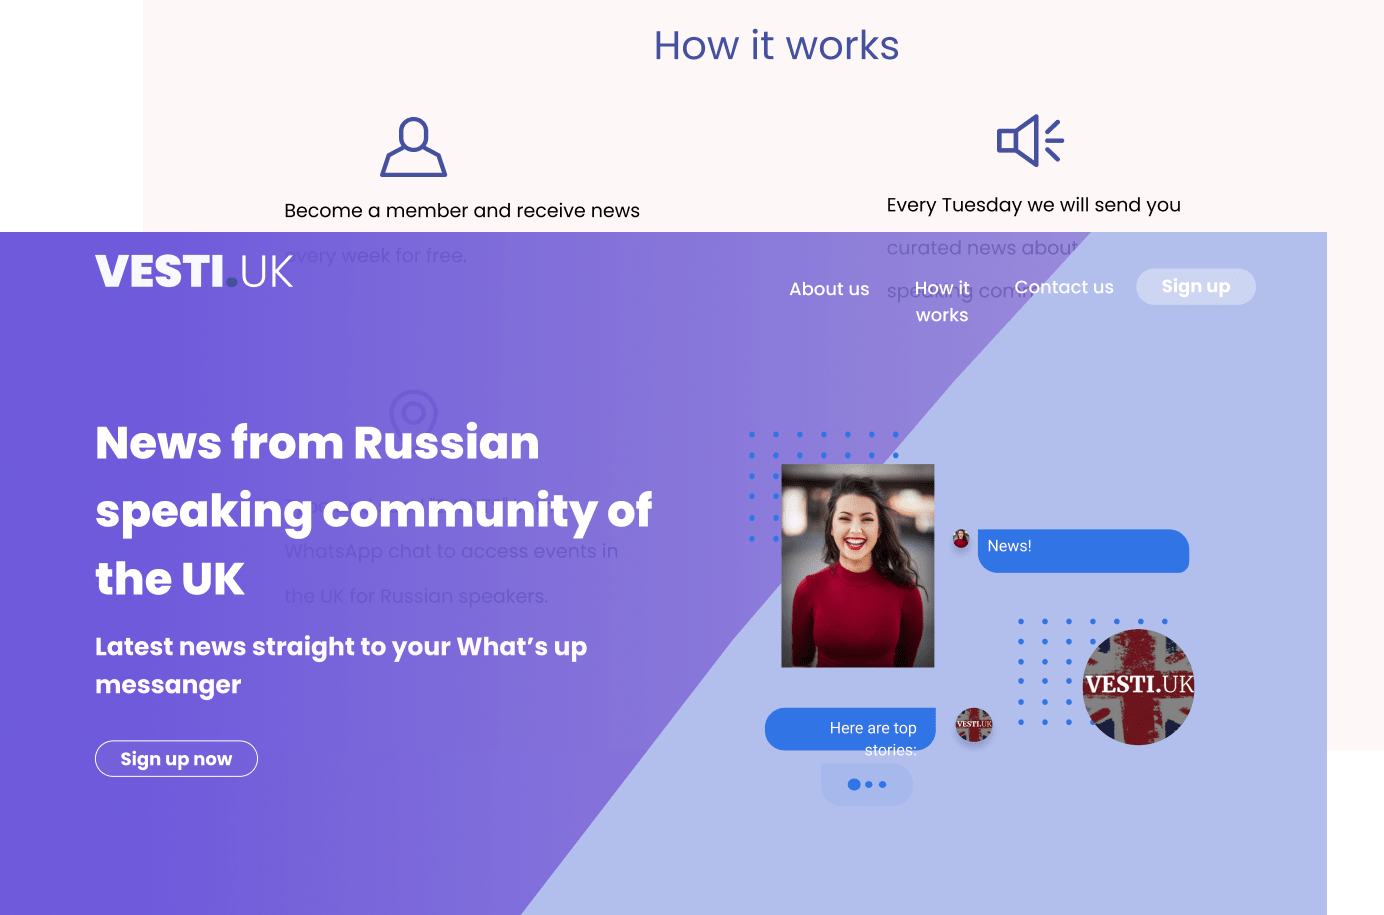 How it works
Become a member and receive news
every week for free.
Every Tuesday we will send you
curated news about
speaking com
VESTI.UK
About us
How it
works
Contact us
Sign up
News from Russian
speaking community of
the UK
WhatsApp chat to access events in
the UK for Russian speakers.
Latest news straight to your What’s up
messanger
Sign up now
News!
VESTI.UK
Here are top
stories:
VESTI.UK